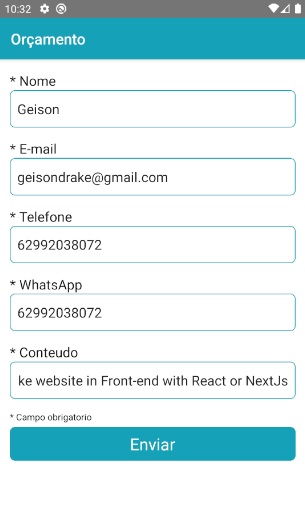 10:32
Orçamento
* Nome
Geison
* E-mail
geisondrake@gmail.com
* Telefone
62992038072
* WhatsApp
62992038072
* Conteudo
ke website in Front-end with React or NextJs
* Campo obrigatorio
Enviar